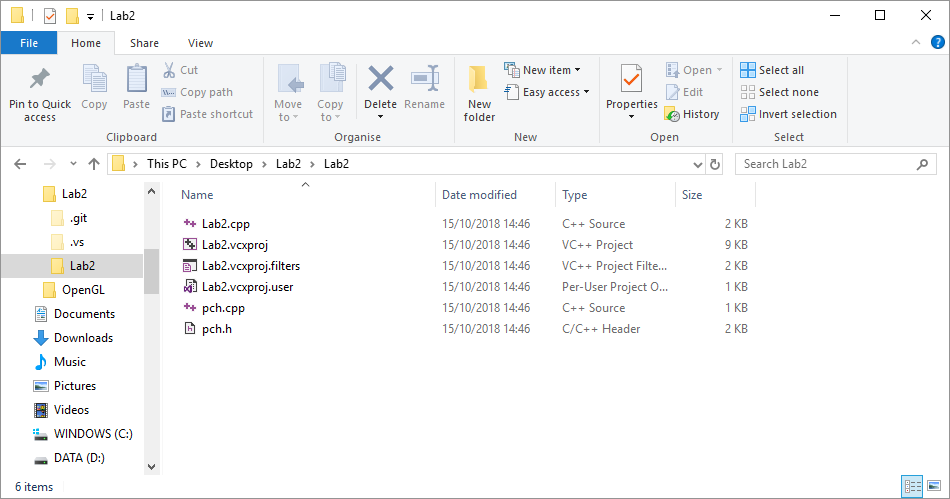 Lab2
File Home Share View
Pin to Quick access
Copy
Paste
Cut
Copy path
Paste shortcut
Clipboard
Move to
Copy to
Delete
Rename
Organise
New folder
New item
Easy access
New
Properties
Open
Edit
History
Open
Select all
Select none
Invert selection
Select
This PC Desktop Lab2 Lab2
Search Lab2
Lab2
.git
.vs
Lab2
OpenGL
Documents
Downloads
Music
Pictures
Videos
WINDOWS (C:)
DATA (D:)
Name Date modified Type Size
Lab2.cpp 15/10/2018 14:46 C++ Source 2 KB
Lab2.vcxproj 15/10/2018 14:46 VC++ Project 9 KB
Lab2.vcxproj.filters 15/10/2018 14:46 VC++ Project Filte... 2 KB
Lab2.vcxproj.user 15/10/2018 14:46 Per-User Project O... 1 KB
pch.cpp 15/10/2018 14:46 C++ Source 1 KB
pch.h 15/10/2018 14:46 C/C++ Header 2 KB
6 items